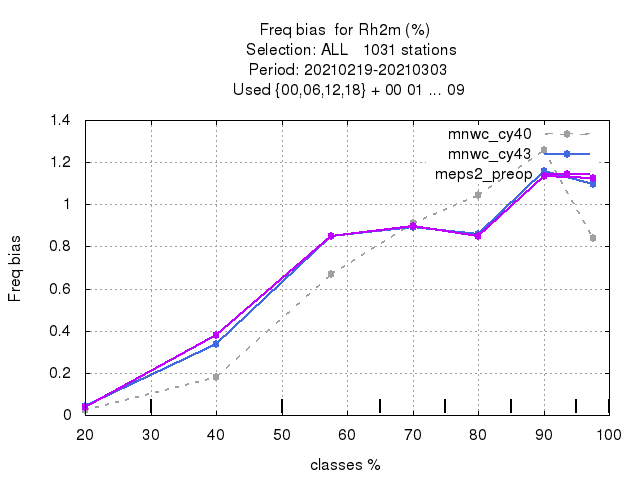 Freq bias  for Rh2m (%)
Selection: ALL   1031 stations
Period: 20210219-20210303
Used {00,06,12,18} + 00 01 ... 09
mnwc_cy40
mnwc_cy43
meps2_preop
Freq bias
1.4
1.2
1
0.8
0.6
0.4
0.2
0
20 30 40 50 60 70 80 90 100
classes %